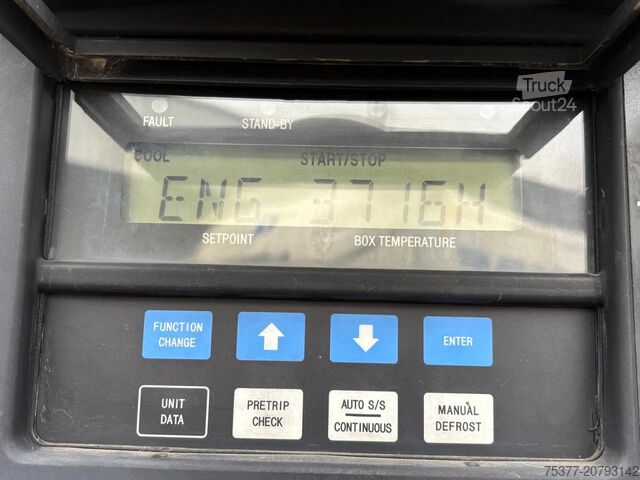 Truck
Scout24
FAULT STAND-BY
COOL START/STOP
ENG 3716H
SETPOINT BOX TEMPERATURE
FUNCTION
CHANGE
ENTER
UNIT
DATA
PRETRIP
CHECK
AUTO S/S
CONTINUOUS
MANUAL
DEFROST
75377-20793142